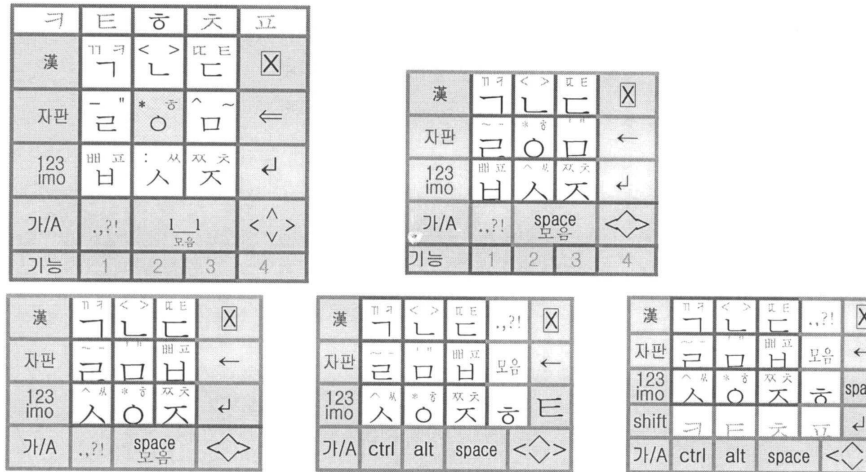 ㅋ ㅌ ㅎ ㅊ ㅍ
漢 ㄲ ㅋ ㄱ < > ㄴ ㄸ ㅌ ㄷ X
자판 ㅡ " ㄹ * ㅎ ㅇ ^ ~ ㅁ ⇐
123 imo ㅃ ㅍ ㅂ : ㅆ ㅅ ㅉ ㅊ ㅈ ↲
가/A .,?! l__l 모음 < ^ v >
기능 1 2 3 4
漢 ㄲ ㅋ ㄱ < > ㄴ ㄸ ㅌ ㄷ X
자판 ~ - ㄹ * ㅎ ㅇ ' " ㅁ ←
123 imo ㅃ ㅍ ㅂ ^ ㅆ ㅅ ㅉ ㅊ ㅈ ↲
가/A .,?! space 모음 <>
기능 1 2 3 4
漢 ㄲ ㅋ ㄱ < > ㄴ ㄸ ㅌ ㄷ X
자판 ~ - ㄹ ' " ㅁ ㅃ ㅍ ㅂ ←
123 imo ^ ㅆ ㅅ * ㅎ ㅇ ㅉ ㅊ ㅈ ↲
가/A .,?! space 모음 <>
漢 ㄲ ㅋ ㄱ < > ㄴ ㄸ ㅌ ㄷ .,?! X
자판 ~ - ㄹ ' " ㅁ ㅃ ㅍ ㅂ 모음 ←
123 imo ^ ㅆ ㅅ * ㅎ ㅇ ㅉ ㅊ ㅈ ㅎ ㅌ
가/A ctrl alt space <>
漢 ㄲ ㅋ ㄱ < > ㄴ ㄸ ㅌ ㄷ .,?! X
자판 ~ - ㄹ ' " ㅁ ㅃ ㅍ ㅂ 모음 ←
123 imo ^ ㅆ ㅅ * ㅎ ㅇ ㅉ ㅊ ㅈ ㅎ spa
shift ㅋ ㅌ ㅊ ㅍ ↲
가/A ctrl alt space <>